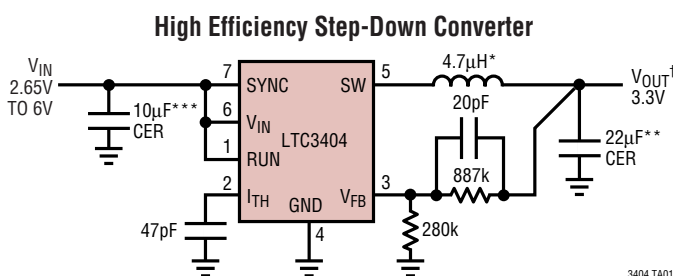 High Efficiency Step-Down Converter
VIN
2.65V
TO 6V
10µF***
CER
7
SYNC
6
VIN
1
RUN
2
ITH
47pF
LTC3404
GND
4
SW
5
VFB
3
4.7µH*
20pF
887k
280k
VOUT†
3.3V
22µF**
CER
3404 TA01